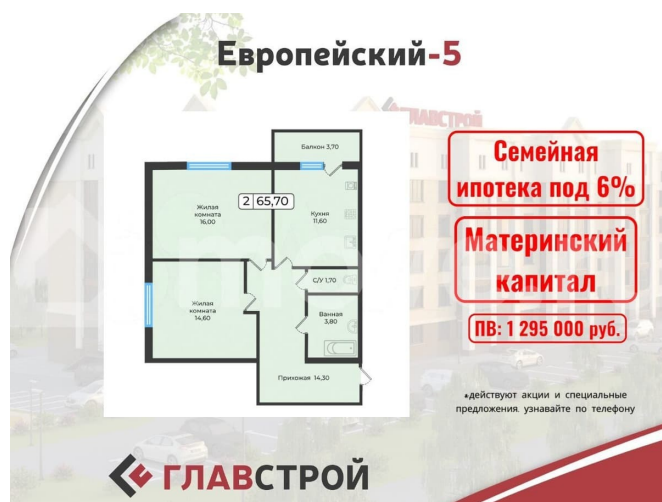 Европейский-5
ГЛАВСТРОЙ
Балкон 3,70
2 65,70
Жилая
комната
16,00
Кухня
11,60
С/У 1,70
Жилая
комната
14,60
Ванная
3,80
Прихожая 14,30
Семейная
ипотека под 6%
Материнский
капитал
ПВ: 1 295 000 руб.
*действуют акции и специальные
предложения. узнавайте по телефону
ГЛАВСТРОЙ